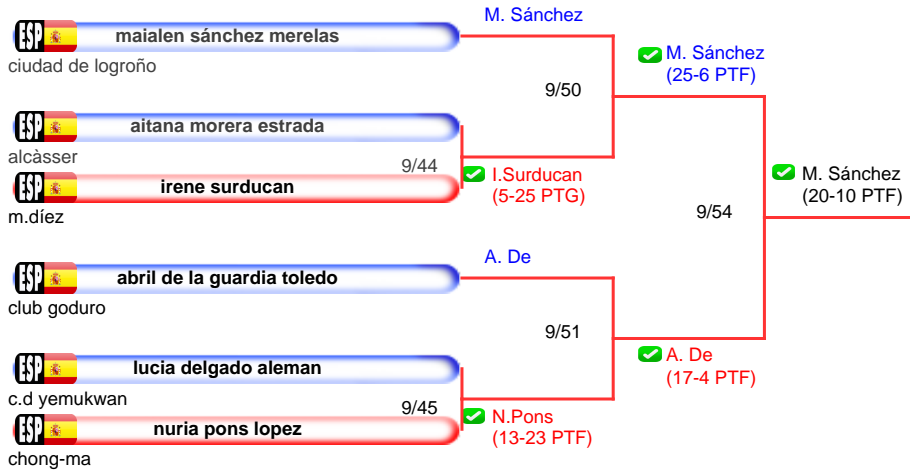 ESP maialen sánchez merelas
ciudad de logroño
M. Sánchez
9/50
M. Sánchez
(25-6 PTF)
ESP aitana morera estrada
alcàsser
9/44
I.Surducan
(5-25 PTG)
ESP irene surducan
m.díez
M. Sánchez
(20-10 PTF)
9/54
ESP abril de la guardia toledo
club goduro
A. De
9/51
A. De
(17-4 PTF)
ESP lucia delgado aleman
c.d yemukwan
9/45
N.Pons
(13-23 PTF)
ESP nuria pons lopez
chong-ma